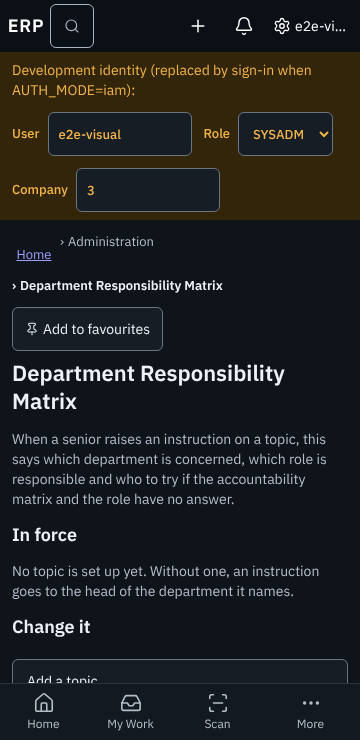 ERP
e2e-vi...
Development identity (replaced by sign-in when
AUTH_MODE=iam):
User
e2e-visual
Role
SYSADM
Company
3
Home
› Administration
› Department Responsibility Matrix
Add to favourites
Department Responsibility
Matrix
When a senior raises an instruction on a topic, this
says which department is concerned, which role is
responsible and who to try if the accountability
matrix and the role have no answer.
In force
No topic is set up yet. Without one, an instruction
goes to the head of the department it names.
Change it
Add a topic
Home
My Work
Scan
More